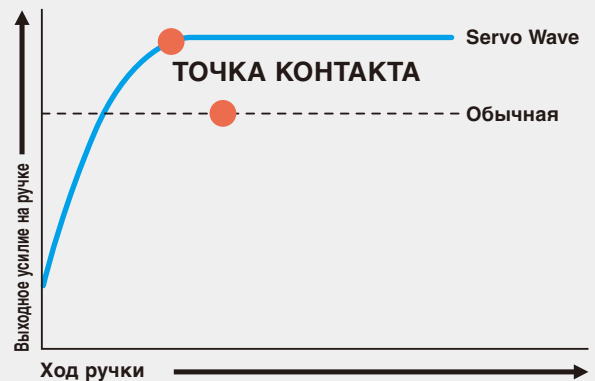 Servo Wave
ТОЧКА КОНТАКТА
Обычная
Выходное усилие на ручке
Ход ручки